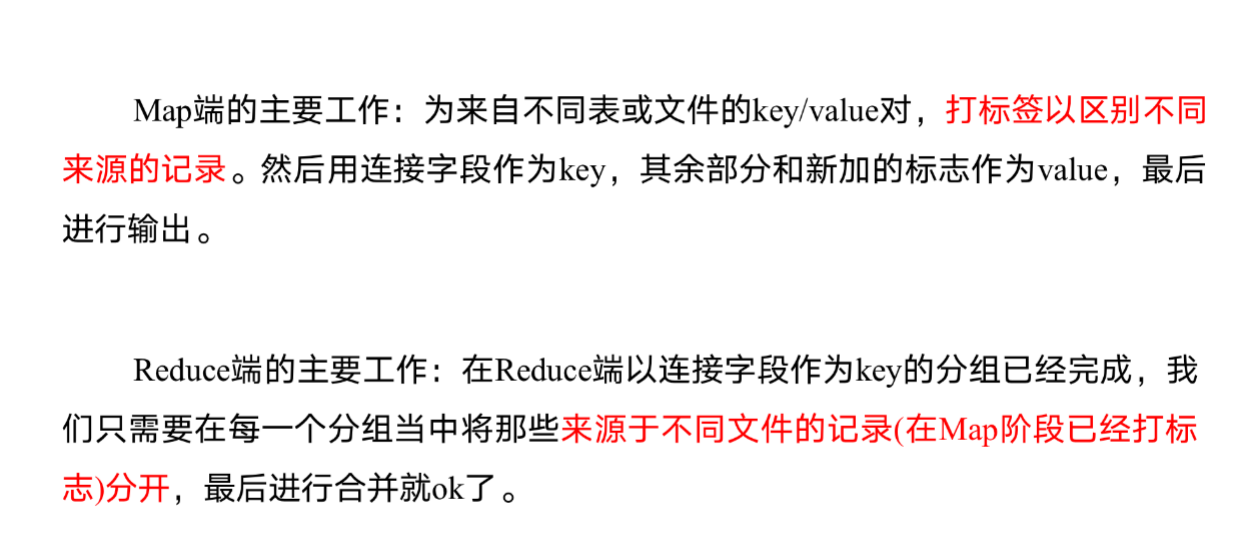 Map端的主要工作：为来自不同表或文件的key/value对，打标签以区别不同
来源的记录。然后用连接字段作为key，其余部分和新加的标志作为value，最后
进行输出。
Reduce端的主要工作：在Reduce端以连接字段作为key的分组已经完成，我
们只需要在每一个分组当中将那些来源于不同文件的记录(在Map阶段已经打标
志)分开，最后进行合并就ok了。